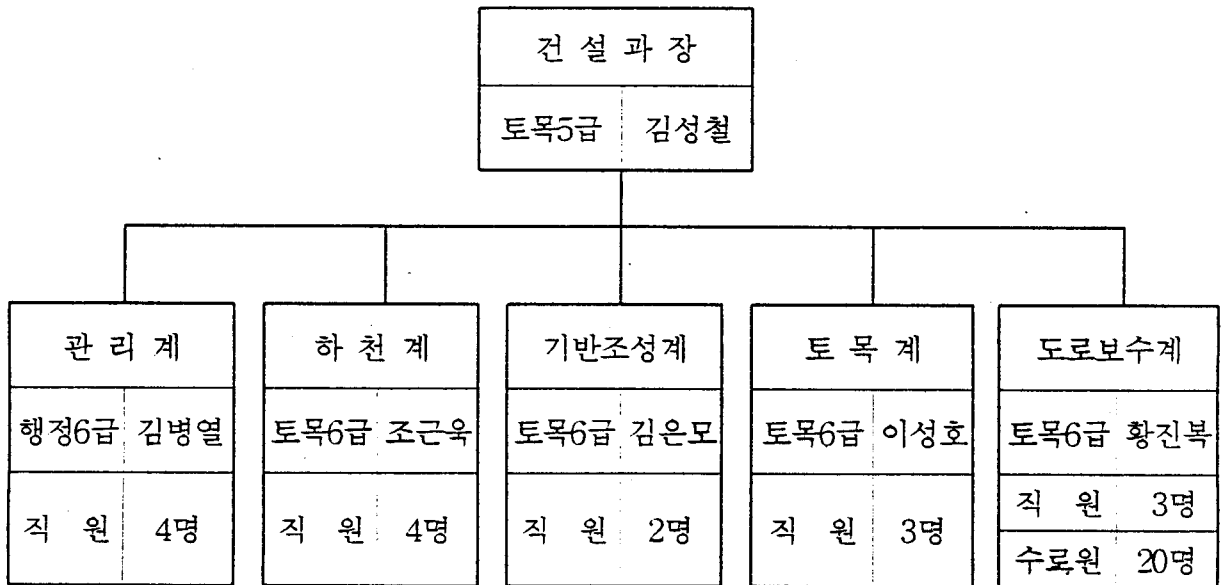 건 설 과 장
토목5급 김성철
관 리 계
행정6급 김병열
직 원 4명
하 천 계
토목6급 조근욱
직 원 4명
기반조성계
토목6급 김은모
직 원 2명
토 목 계
토목6급 이성호
직 원 3명
도로보수계
토목6급 황진복
직 원 3명
수로원 20명